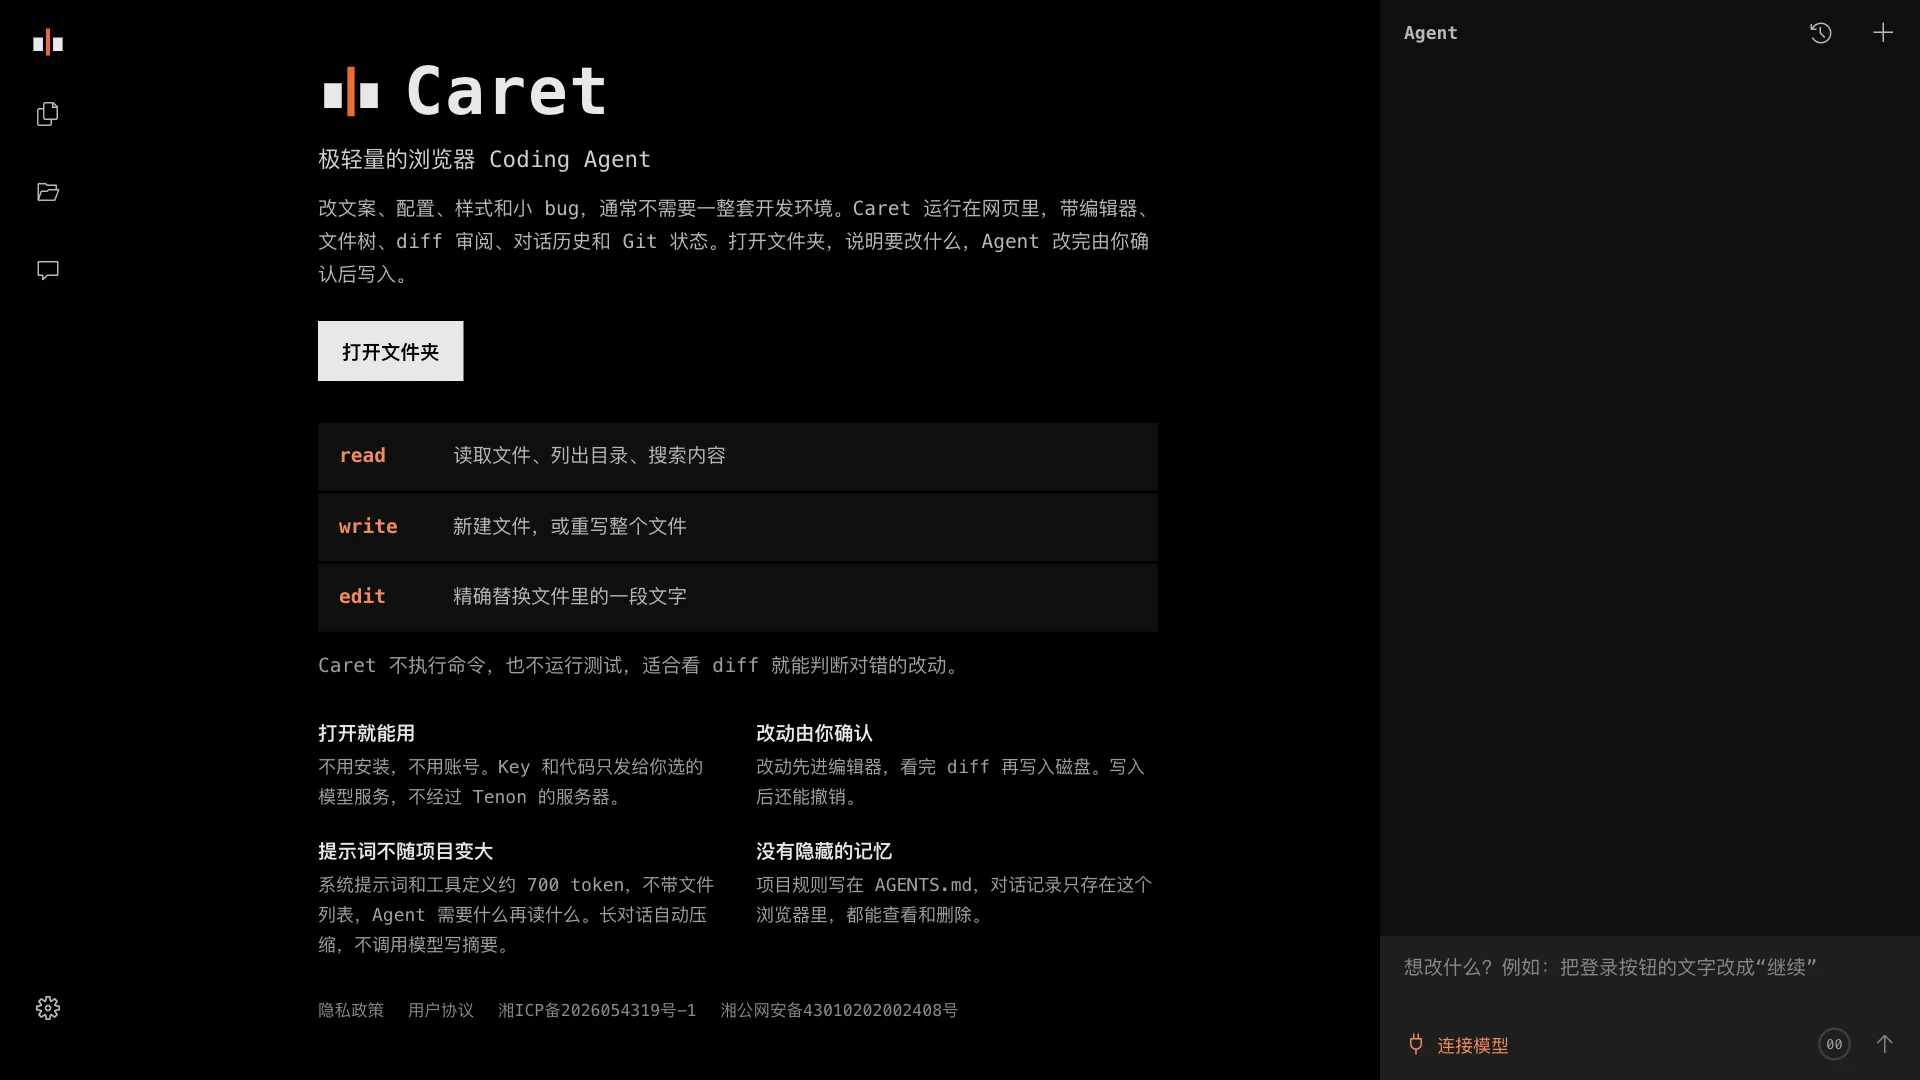 Caret
极轻量的浏览器 Coding Agent
改文案、配置、样式和小 bug，通常不需要一整套开发环境。Caret 运行在网页里，带编辑器、
文件树、diff 审阅、对话历史和 Git 状态。打开文件夹，说明要改什么，Agent 改完由你确
认后写入。
打开文件夹
read 读取文件、列出目录、搜索内容
write 新建文件，或重写整个文件
edit 精确替换文件里的一段文字
Caret 不执行命令，也不运行测试，适合看 diff 就能判断对错的改动。
打开就能用
不用安装，不用账号。Key 和代码只发给你选的
模型服务，不经过 Tenon 的服务器。
改动由你确认
改动先进编辑器，看完 diff 再写入磁盘。写入
后还能撤销。
提示词不随项目变大
系统提示词和工具定义约 700 token，不带文件
列表，Agent 需要什么再读什么。长对话自动压
缩，不调用模型写摘要。
没有隐藏的记忆
项目规则写在 AGENTS.md，对话记录只存在这个
浏览器里，都能查看和删除。
隐私政策 用户协议 湘ICP备2026054319号-1 湘公网安备43010202002408号
Agent
想改什么？例如：把登录按钮的文字改成“继续”
连接模型 00